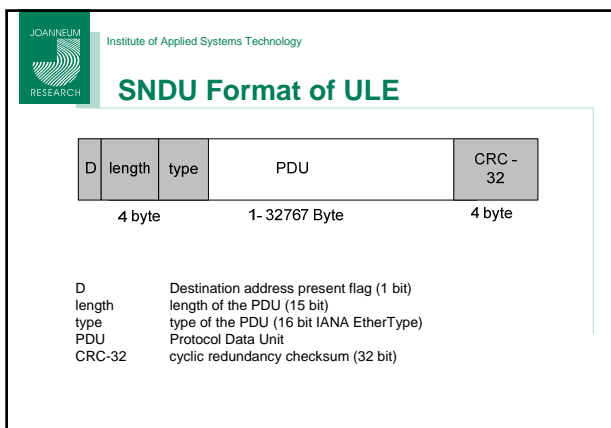 JOANNEUM
RESEARCH
Institute of Applied Systems Technology
SNDU Format of ULE
D length type PDU CRC-
32
4 byte 1-32767 Byte 4 byte
D Destination address present flag (1 bit)
length length of the PDU (15 bit)
type type of the PDU (16 bit IANA EtherType)
PDU Protocol Data Unit
CRC-32 cyclic redundancy checksum (32 bit)